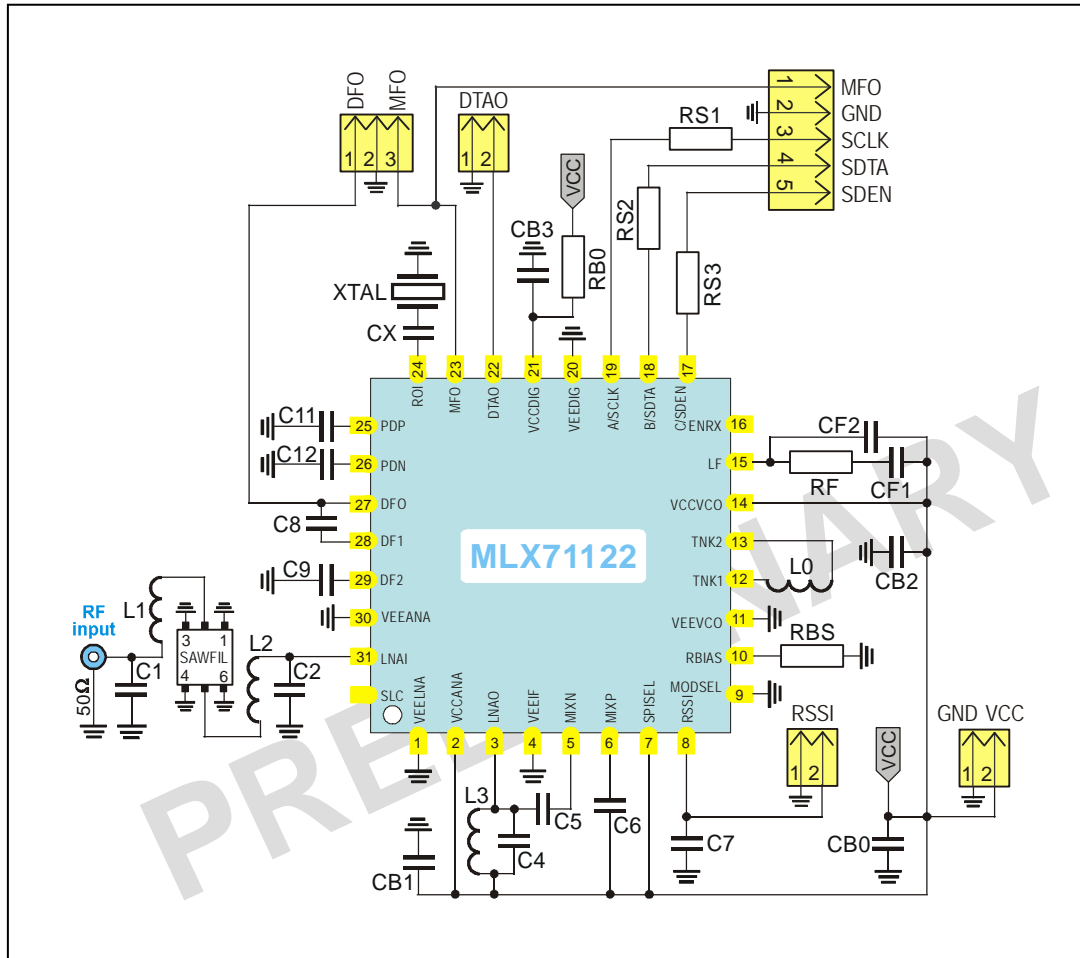 DFO MFO DTAO
1 2 3
1 2
1 MFO
2 GND
3 SCLK
4 SDTA
5 SDEN
RS1
RS2
RS3
VCC
CB3
RB0
XTAL
CX
24 23 22 21 20 19 18 17
ROI MFO DTAO VCCDIG VEEDIG A/SCLK B/SDTA C/SDEN
C11 25 PDP
C12 26 PDN
27 DFO
C8
28 DF1
C9 29 DF2
30 VEEANA
31 LNAI
SLC
C/ENRX 16
LF 15
VCCVCO 14
TNK2 13
TNK1 12
VEEVCO 11
RBIAS 10
MODSEL 9
CF2
RF
CF1
CB2
L0
RBS
MLX71122
RF
input
50Ω
L1
C1
3 1
SAWFIL
4 6
L2
C2
VEELNA VCCANA LNAO VEEIF MIXN MIXP SPISEL RSSI
1 2 3 4 5 6 7 8
L3
C4
C5
C6
C7
CB1
RSSI
1 2
VCC
CB0
GND VCC
1 2
PRELIMINARY